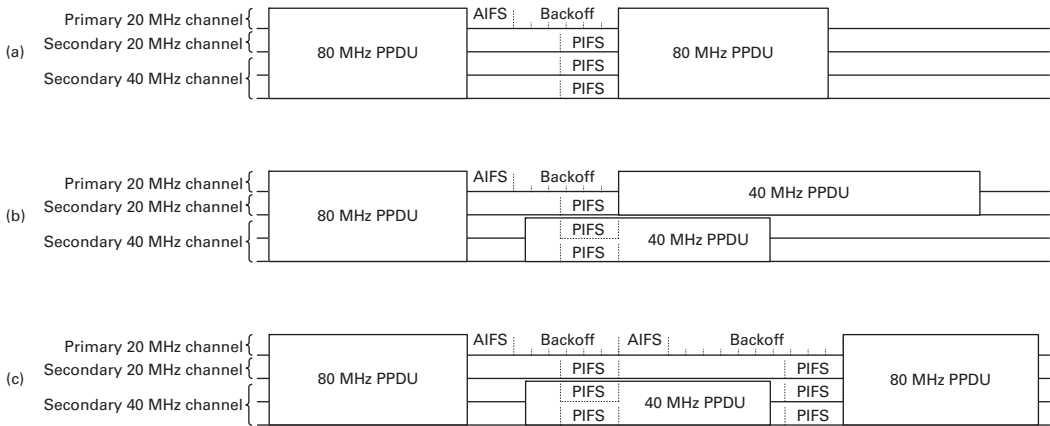 Primary 20 MHz channel AIFS Backoff
(a) Secondary 20 MHz channel 80 MHz PPDU PIFS 80 MHz PPDU
Secondary 40 MHz channel PIFS
PIFS
Primary 20 MHz channel AIFS Backoff 40 MHz PPDU
(b) Secondary 20 MHz channel 80 MHz PPDU PIFS
Secondary 40 MHz channel PIFS 40 MHz PPDU
PIFS
Primary 20 MHz channel AIFS Backoff AIFS Backoff
(c) Secondary 20 MHz channel 80 MHz PPDU PIFS PIFS 80 MHz PPDU
Secondary 40 MHz channel PIFS 40 MHz PPDU PIFS
PIFS PIFS